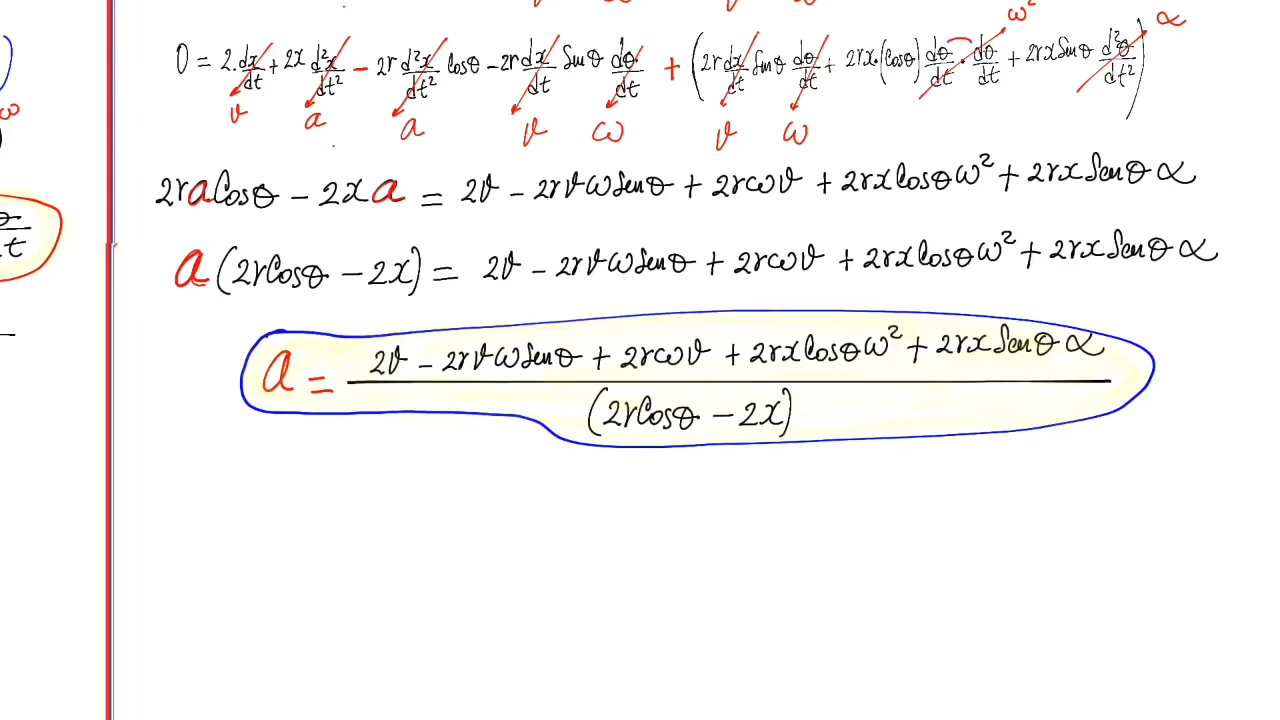 ω²
α
0 = 2·dx/dt + 2x d²x/dt² - 2r d²x/dt² Cosθ - 2r dx/dt Senθ dθ/dt + (2r dx/dt Senθ dθ/dt + 2rx·(Cosθ) dθ/dt · dθ/dt + 2rx Senθ d²θ/dt²)
v a a v ω v ω
ω
2raCosθ - 2xa = 2v - 2rvωSenθ + 2rωv + 2rxCosθω² + 2rxSenθα
a(2rCosθ - 2x) = 2v - 2rvωSenθ + 2rωv + 2rxCosθω² + 2rxSenθα
a = 2v - 2rvωSenθ + 2rωv + 2rxCosθω² + 2rxSenθα
(2rCosθ - 2x)